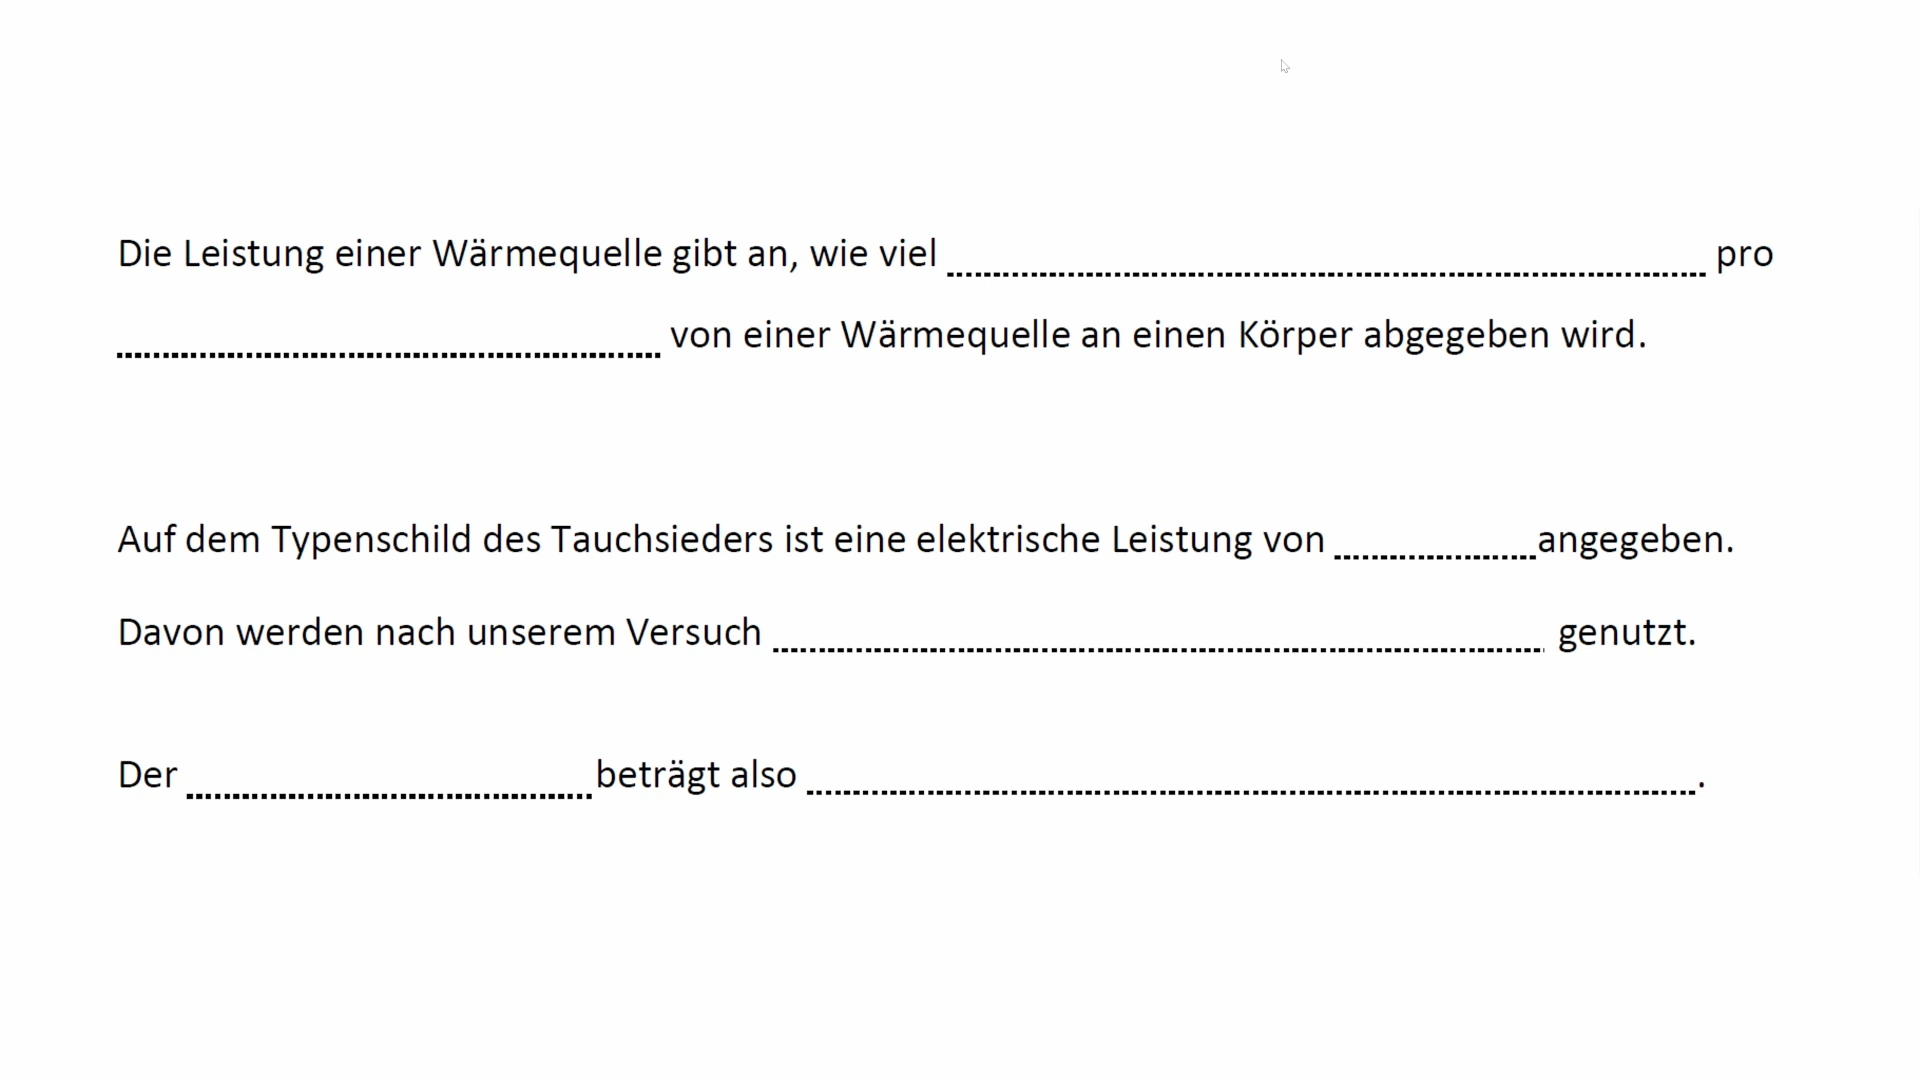 Die Leistung einer Wärmequelle gibt an, wie viel ................................ pro
................................ von einer Wärmequelle an einen Körper abgegeben wird.
Auf dem Typenschild des Tauchsieders ist eine elektrische Leistung von ................angegeben.
Davon werden nach unserem Versuch ................................ genutzt.
Der ................................beträgt also .................................